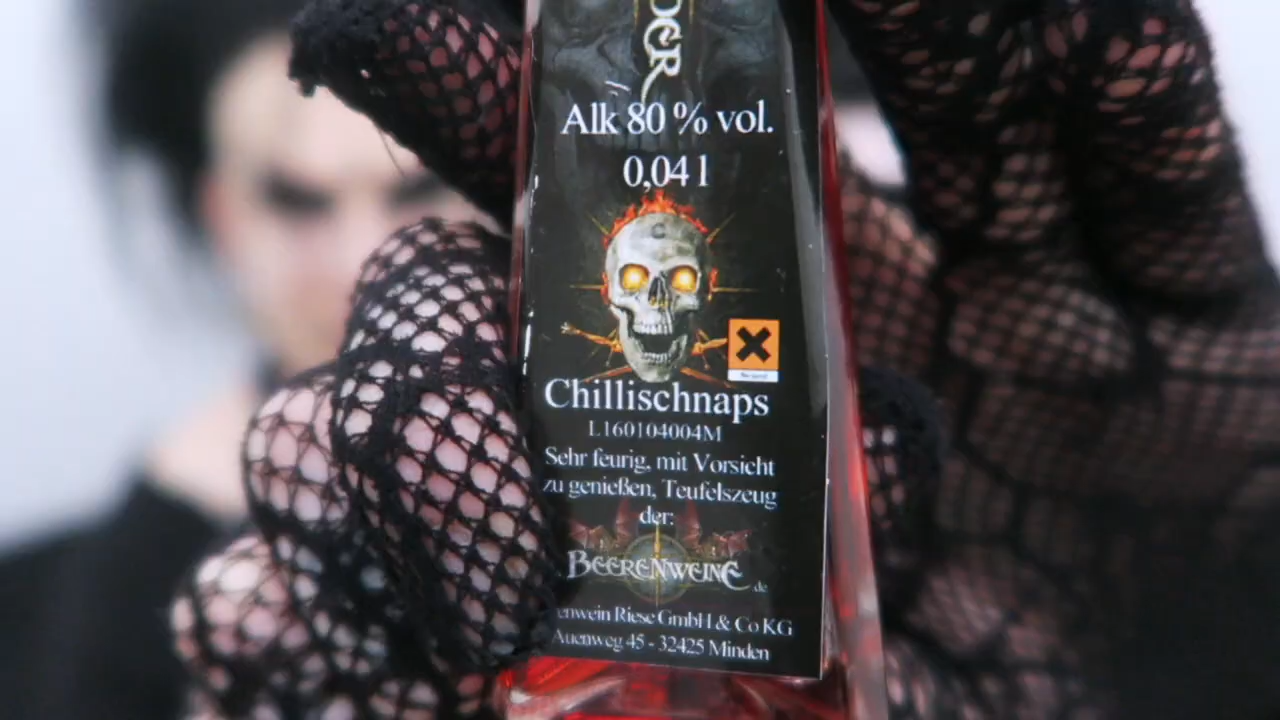 DER
Alk 80 % vol.
0,04 l
Chillischnaps
L160104004M
Sehr feurig, mit Vorsicht
zu genießen, Teufelszeug
der:
BEERENWEINE.de
enwein Riese GmbH & Co KG
Auenweg 45 - 32425 Minden